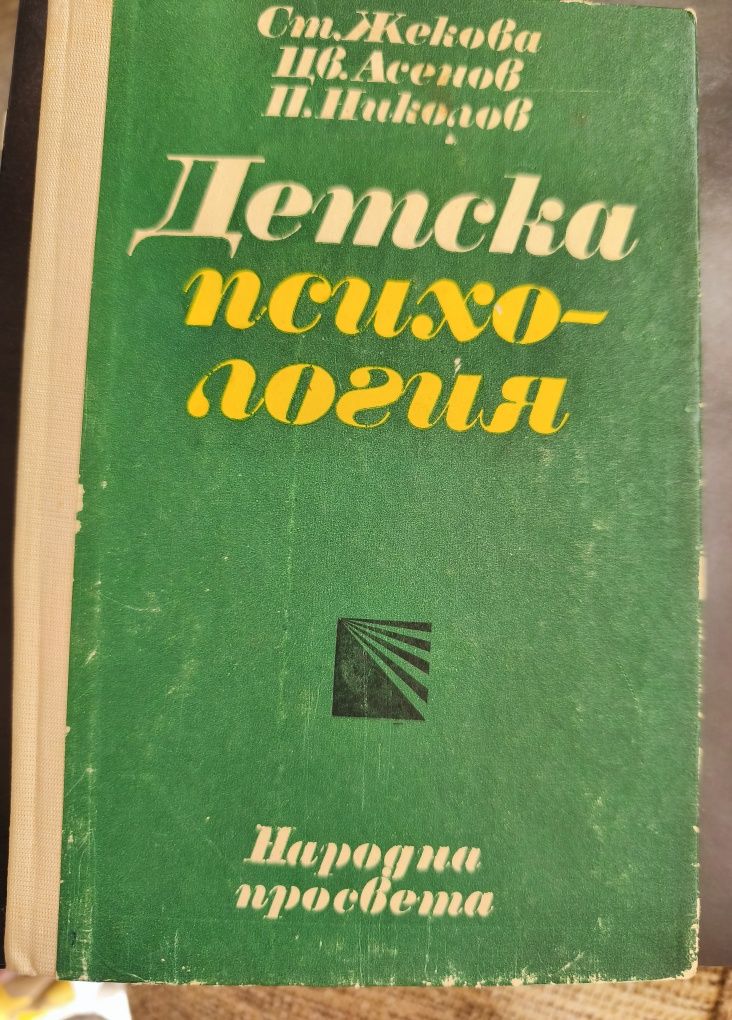 Ст. Жекова
Цв. Асенов
П. Николов
Детска
психо-
логия
Народна
просвета